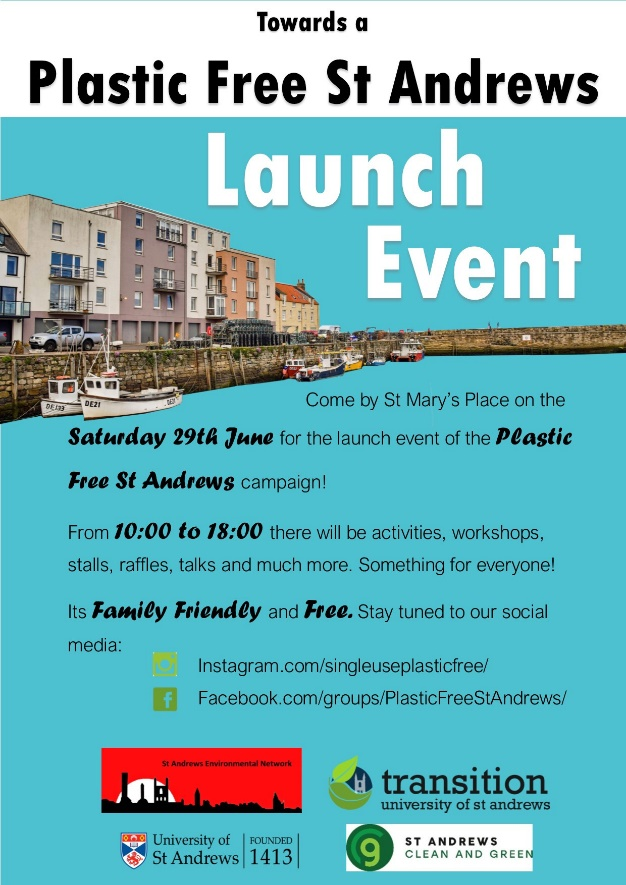 Towards a
Plastic Free St Andrews
Launch
Event
Come by St Mary's Place on the
Saturday 29th June for the launch event of the Plastic
Free St Andrews campaign!
From 10:00 to 18:00 there will be activities, workshops,
stalls, raffles, talks and much more. Something for everyone!
Its Family Friendly and Free. Stay tuned to our social
media:
Instagram.com/singleuseplasticfree/
Facebook.com/groups/PlasticFreeStAndrews/
St Andrews Environmental Network
transition
university of st andrews
University of
St Andrews
FOUNDED
1413
ST ANDREWS
CLEAN AND GREEN
DE21